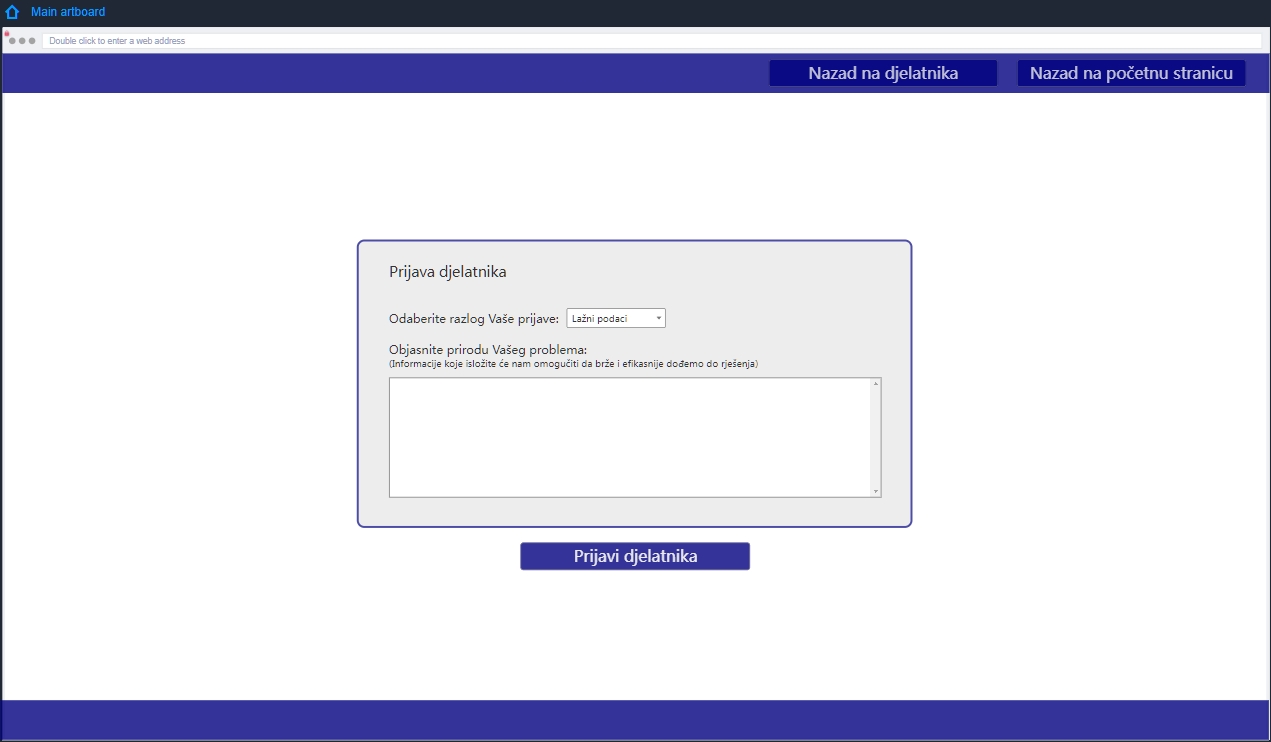 Main artboard
Double click to enter a web address
Nazad na djelatnika
Nazad na početnu stranicu
Prijava djelatnika
Odaberite razlog Vaše prijave: Lažni podaci
Objasnite prirodu Vašeg problema:
(Informacije koje isložite će nam omogučiti da brže i efikasnije dođemo do rješenja)
Prijavi djelatnika